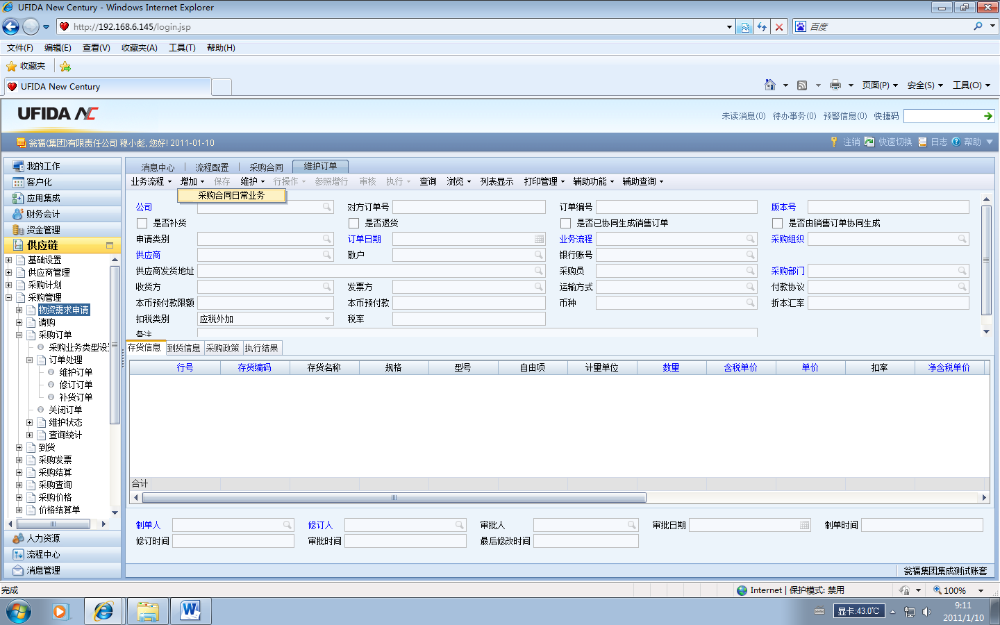 UFIDA New Century - Windows Internet Explorer
http://192.168.6.145/login.jsp
百度
文件(F) 编辑(E) 查看(V) 收藏夹(A) 工具(T) 帮助(H)
收藏夹
UFIDA New Century
页面(P) 安全(S) 工具(O)
UFIDA NC
未读消息(0) 待办事务(0) 预警信息(0) 快捷码
瓮福(集团)有限责任公司 穆小彪, 您好! 2011-01-10
注销 快速切换 日志 帮助
我的工作
客户化
应用集成
财务会计
资金管理
供应链
基础设置
供应商管理
采购计划
采购管理
物资需求申请
请购
采购订单
采购业务类型设
订单处理
维护订单
修订订单
补货订单
关闭订单
维护状态
查询统计
到货
采购发票
采购结算
采购查询
采购价格
价格结算单
人力资源
流程中心
消息管理
消息中心 流程配置 采购合同 维护订单
业务流程 增加 保存 维护 行操作 参照增行 审核 执行 查询 浏览 列表显示 打印管理 辅助功能 辅助查询
采购合同日常业务
公司 对方订单号 订单编号 版本号
是否补货 是否退货 是否已协同生成销售订单 是否由销售订单协同生成
申请类别 订单日期 业务流程 采购组织
供应商 散户 银行账号
供应商发货地址 采购员 采购部门
收货方 发票方 运输方式 付款协议
本币预付款限额 本币预付款 币种 折本汇率
扣税类别 应税外加 税率
备注
存货信息 到货信息 采购政策 执行结果
行号 存货编码 存货名称 规格 型号 自由项 计量单位 数量 含税单价 单价 扣率 净含税单价
合计
制单人 修订人 审批人 审批日期 制单时间
修订时间 审批时间 最后修改时间
瓮福集团集成测试账套
完成
Internet | 保护模式: 禁用
100%
显卡:43.0℃
9:11
2011/1/10